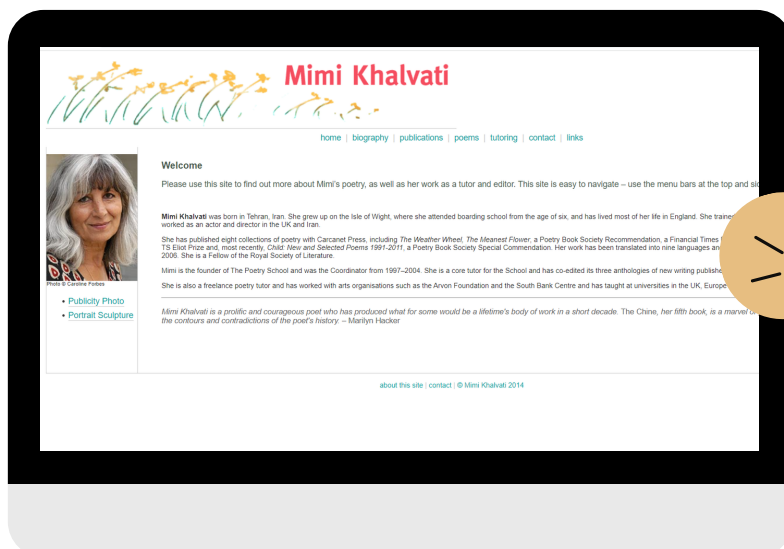 Mimi Khalvati
home | biography | publications | poems | tutoring | contact | links
Welcome
Please use this site to find out more about Mimi's poetry, as well as her work as a tutor and editor. This site is easy to navigate – use the menu bars at the top and
Mimi Khalvati was born in Tehran, Iran. She grew up on the Isle of Wight, where she attended boarding school from the age of six, and has lived most of her life in England. She
worked as an actor and director in the UK and Iran.
She has published eight collections of poetry with Carcanet Press, including The Weather Wheel, The Meanest Flower, a Poetry Book Society Recommendation, a Financial Times
TS Eliot Prize and, most recently, Child: New and Selected Poems 1991-2011, a Poetry Book Society Special Commendation. Her work has been translated into nine languages
2006. She is a Fellow of the Royal Society of Literature.
Mimi is the founder of The Poetry School and was the Coordinator from 1997–2004. She is a core tutor for the School and has co-edited its three anthologies of new writing
She is also a freelance poetry tutor and has worked with arts organisations such as the Arvon Foundation and the South Bank Centre and has taught at universities in the UK, Europe
Photo © Caroline Forbes
• Publicity Photo
• Portrait Sculpture
Mimi Khalvati is a prolific and courageous poet who has produced what for some would be a lifetime's body of work in a short decade. The Chine, her fifth book, is a marvel
the contours and contradictions of the poet's history. – Marilyn Hacker
about this site | contact | © Mimi Khalvati 2014